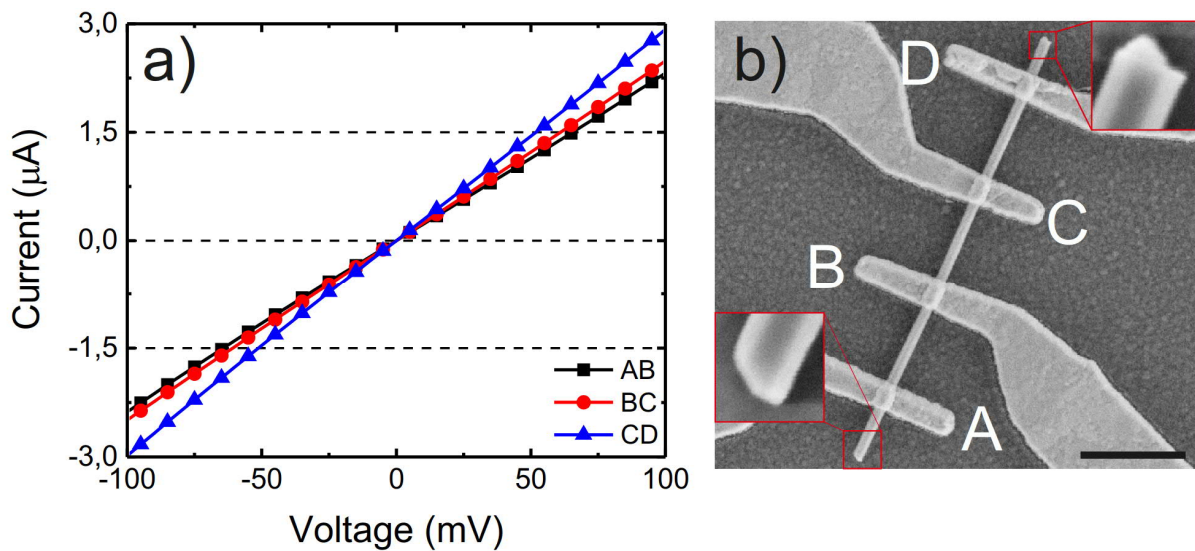 a)
3,0
1,5
0,0
-1,5
-3,0
Current (μA)
AB
BC
CD
-100
-50
0
50
100
Voltage (mV)
b)
D
C
B
A